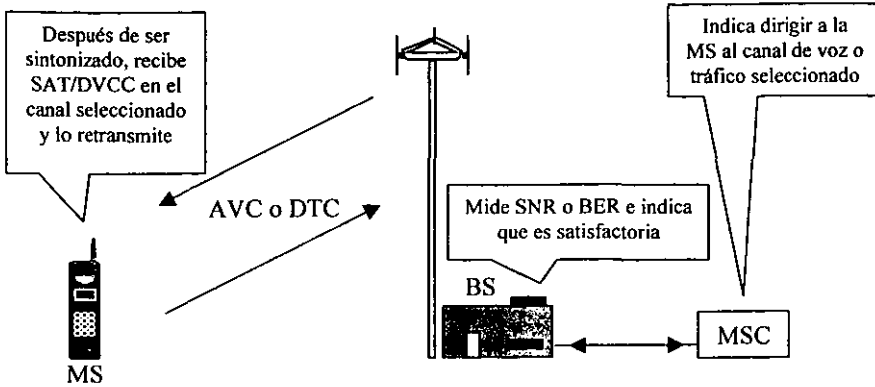 Después de ser
sintonizado, recibe
SAT/DVCC en el
canal seleccionado
y lo retransmite
Indica dirigir a la
MS al canal de voz o
tráfico seleccionado
AVC o DTC
Mide SNR o BER e indica
que es satisfactoria
BS
MSC
MS